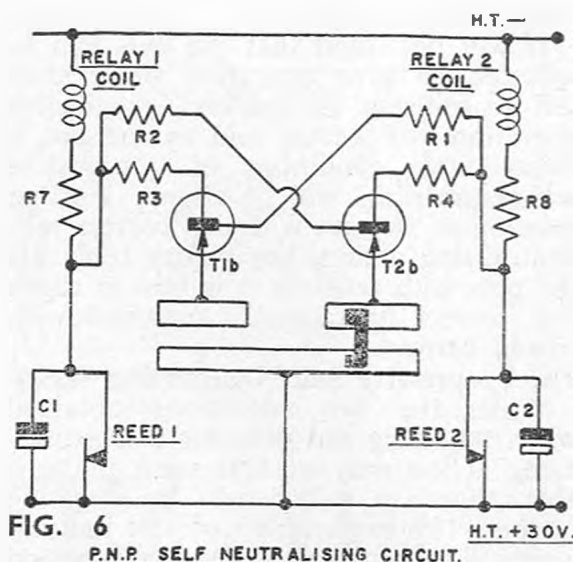 H.T.—
RELAY 1
COIL
RELAY 2
COIL
R2
R1
R7
R3
R4
R8
T1b
T2b
C1
REED 1
REED 2
C2
FIG. 6
H.T. + 30V.
P.N.P. SELF NEUTRALISING CIRCUIT.